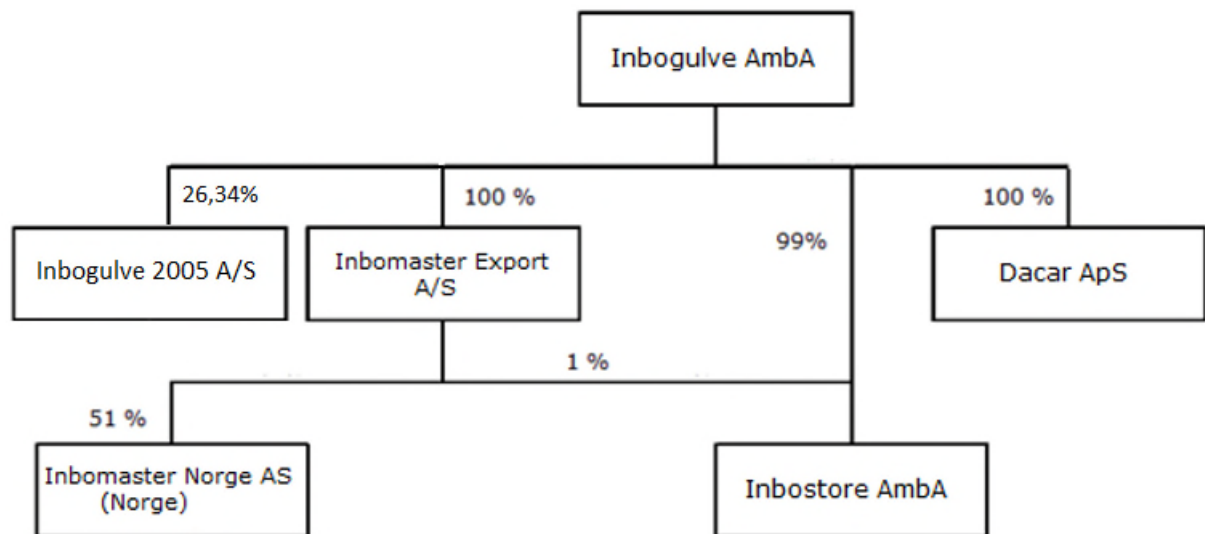 Inbogulve AmbA
26,34%
100 %
99%
100 %
Inbogulve 2005 A/S
Inbomaster Export
A/S
Dacar ApS
1 %
51 %
Inbomaster Norge AS
(Norge)
Inbostore AmbA